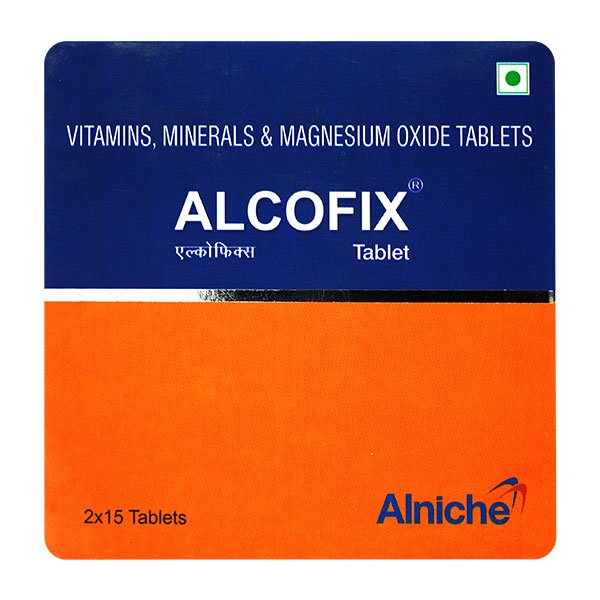 VITAMINS, MINERALS & MAGNESIUM OXIDE TABLETS
ALCOFIX®
एल्कोफिक्स Tablet
2x15 Tablets
Alniche